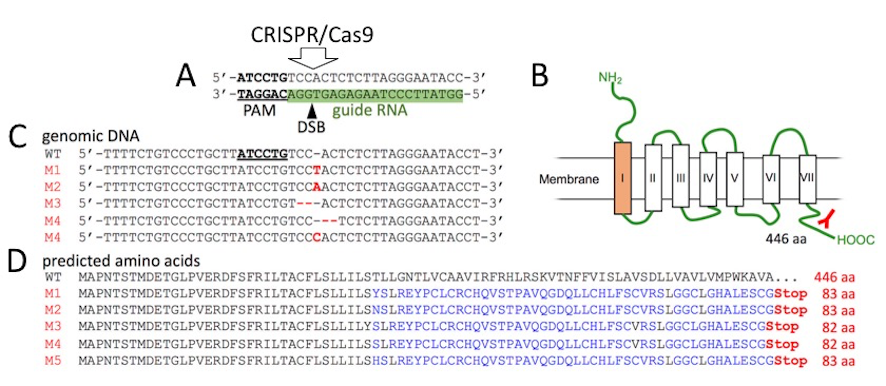 CRISPR/Cas9
A
5'-ATCCTGTCCACTCTCTTAGGGAATACC-3'
3'-TAGGACAGGTGAGAGAATCCCTTATGG-5'
PAM guide RNA
DSB
B
NH2
Membrane I II III IV V VI VII
446 aa HOOC
C genomic DNA
WT 5'-TTTTCTGTCCCTGCTTATCCTGTCC-ACTCTCTTAGGGAATACCT-3'
M1 5'-TTTTCTGTCCCTGCTTATCCTGTCCTACTCTCTTAGGGAATACCT-3'
M2 5'-TTTTCTGTCCCTGCTTATCCTGTCCAACTCTCTTAGGGAATACCT-3'
M3 5'-TTTTCTGTCCCTGCTTATCCTGT---ACTCTCTTAGGGAATACCT-3'
M4 5'-TTTTCTGTCCCTGCTTATCCTGTCC---TCTCTTAGGGAATACCT-3'
M4 5'-TTTTCTGTCCCTGCTTATCCTGTCCCACTCTCTTAGGGAATACCT-3'
D predicted amino acids
WT MAPNTSTMDETGLPVERDFSFRILTACFLSLLILSTLLGNTLVCAAVIRFRHLRSKVTNFFVISLAVSDLLVAVLVMPWKAVA... 446 aa
M1 MAPNTSTMDETGLPVERDFSFRILTACFLSLLILSYSLREYPCLCRCHQVSTPAVQGDQLLCHLFSCVRSLGGCLGHALESCGStop 83 aa
M2 MAPNTSTMDETGLPVERDFSFRILTACFLSLLILSNSLREYPCLCRCHQVSTPAVQGDQLLCHLFSCVRSLGGCLGHALESCGStop 83 aa
M3 MAPNTSTMDETGLPVERDFSFRILTACFLSLLILYSLREYPCLCRCHQVSTPAVQGDQLLCHLFSCVRSLGGCLGHALESCGStop 82 aa
M4 MAPNTSTMDETGLPVERDFSFRILTACFLSLLILSSLREYPCLCRCHQVSTPAVQGDQLLCHLFSCVRSLGGCLGHALESCGStop 82 aa
M5 MAPNTSTMDETGLPVERDFSFRILTACFLSLLILSHSLREYPCLCRCHQVSTPAVQGDQLLCHLFSCVRSLGGCLGHALESCGStop 83 aa